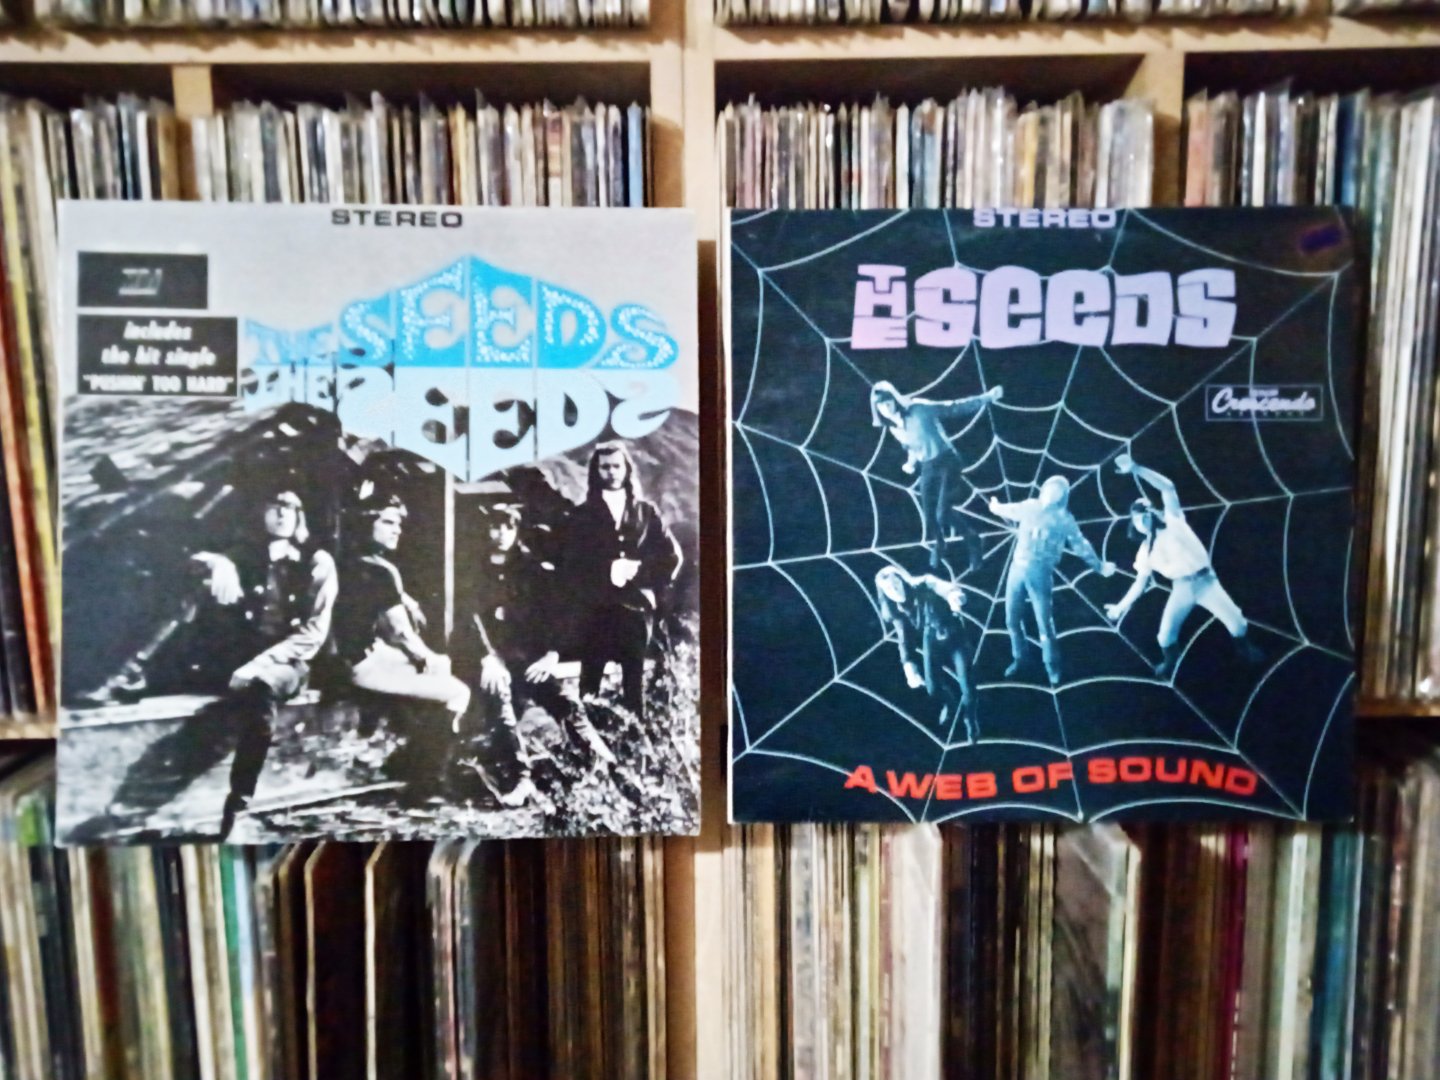 STEREO
THE SEEDS
THE SEEDS
includes
the hit single
"PUSHIN' TOO HARD"
STEREO
THE SEEDS
Crescendo
A WEB OF SOUND